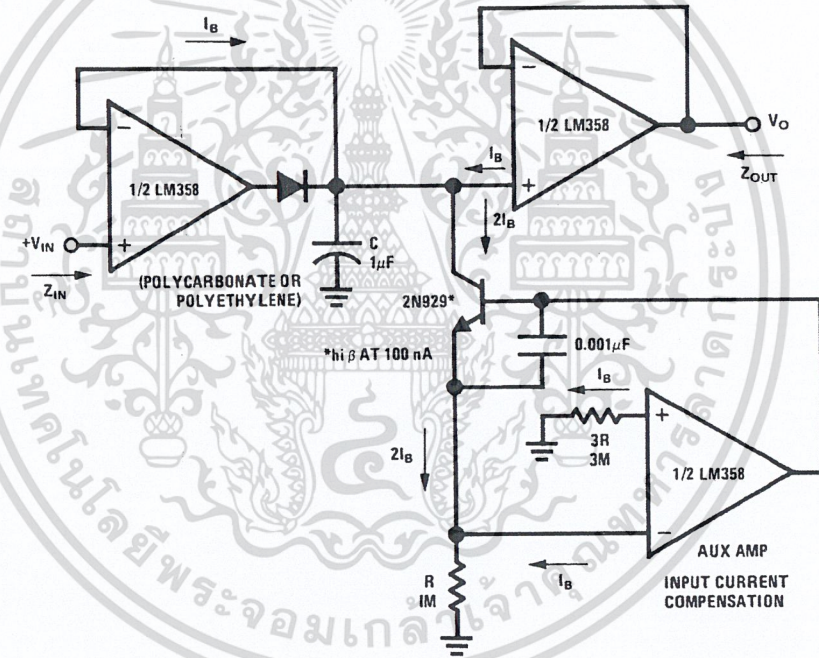 I_B
1/2 LM358
+V_IN
Z_IN
C
1μF
(POLYCARBONATE OR
POLYETHYLENE)
1/2 LM358
V_O
Z_OUT
I_B
2I_B
2N929*
*hi β AT 100 nA
0.001μF
I_B
3R
3M
1/2 LM358
2I_B
AUX AMP
INPUT CURRENT
COMPENSATION
I_B
R
1M